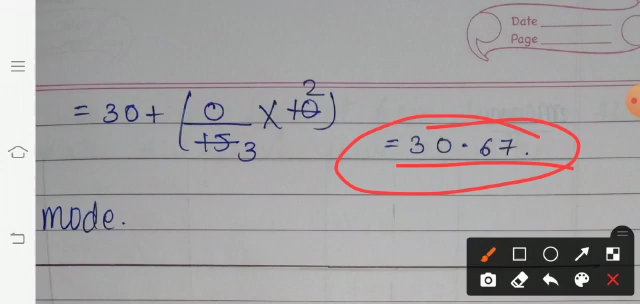 Date
Page
= 30 + ( 0/15 3 × 10 2 )
= 30.67.
mode.